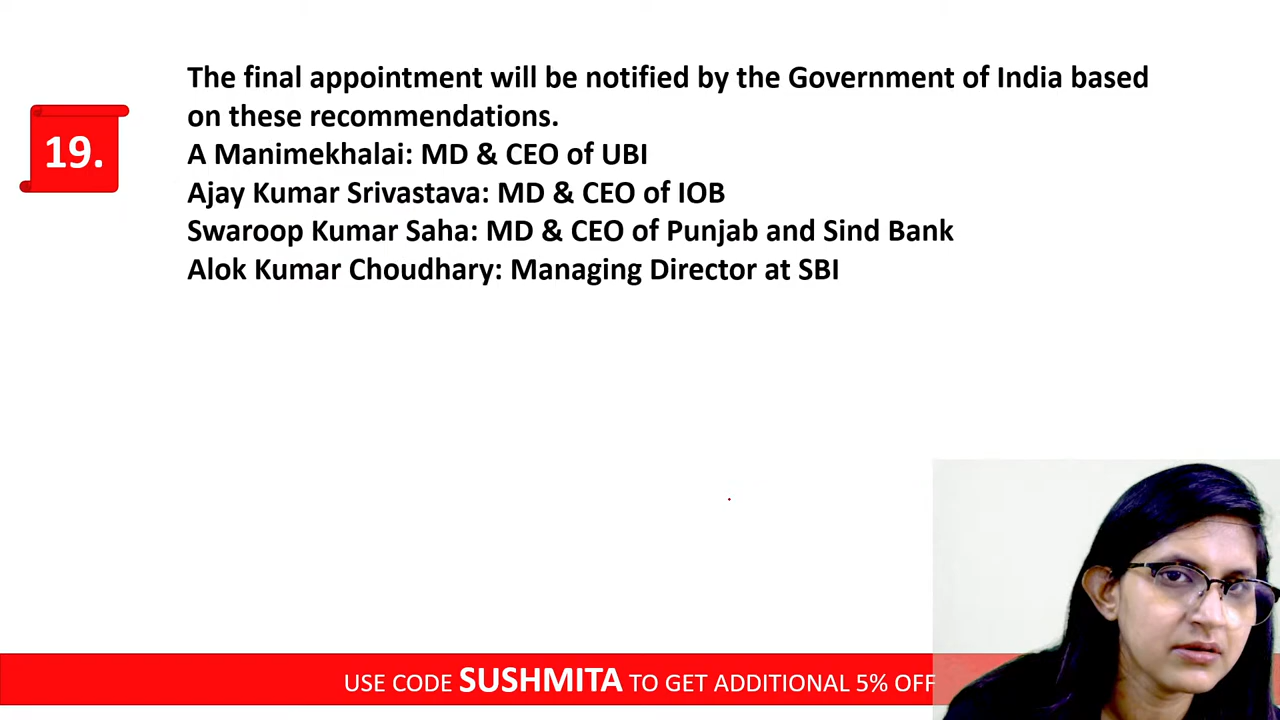 The final appointment will be notified by the Government of India based
on these recommendations.
19.
A Manimekhalai: MD & CEO of UBI
Ajay Kumar Srivastava: MD & CEO of IOB
Swaroop Kumar Saha: MD & CEO of Punjab and Sind Bank
Alok Kumar Choudhary: Managing Director at SBI
USE CODE SUSHMITA TO GET ADDITIONAL 5% OFF